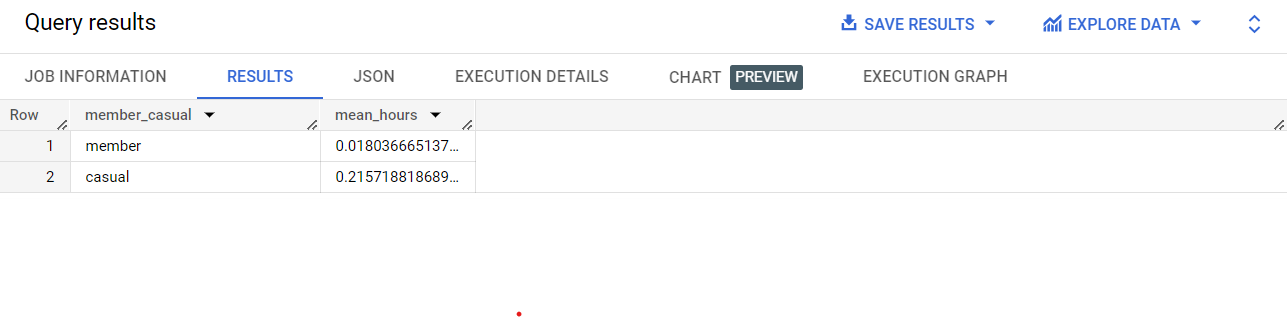 Query results SAVE RESULTS EXPLORE DATA
JOB INFORMATION RESULTS JSON EXECUTION DETAILS CHART PREVIEW EXECUTION GRAPH
Row member_casual mean_hours
1 member 0.018036665137...
2 casual 0.215718818689...